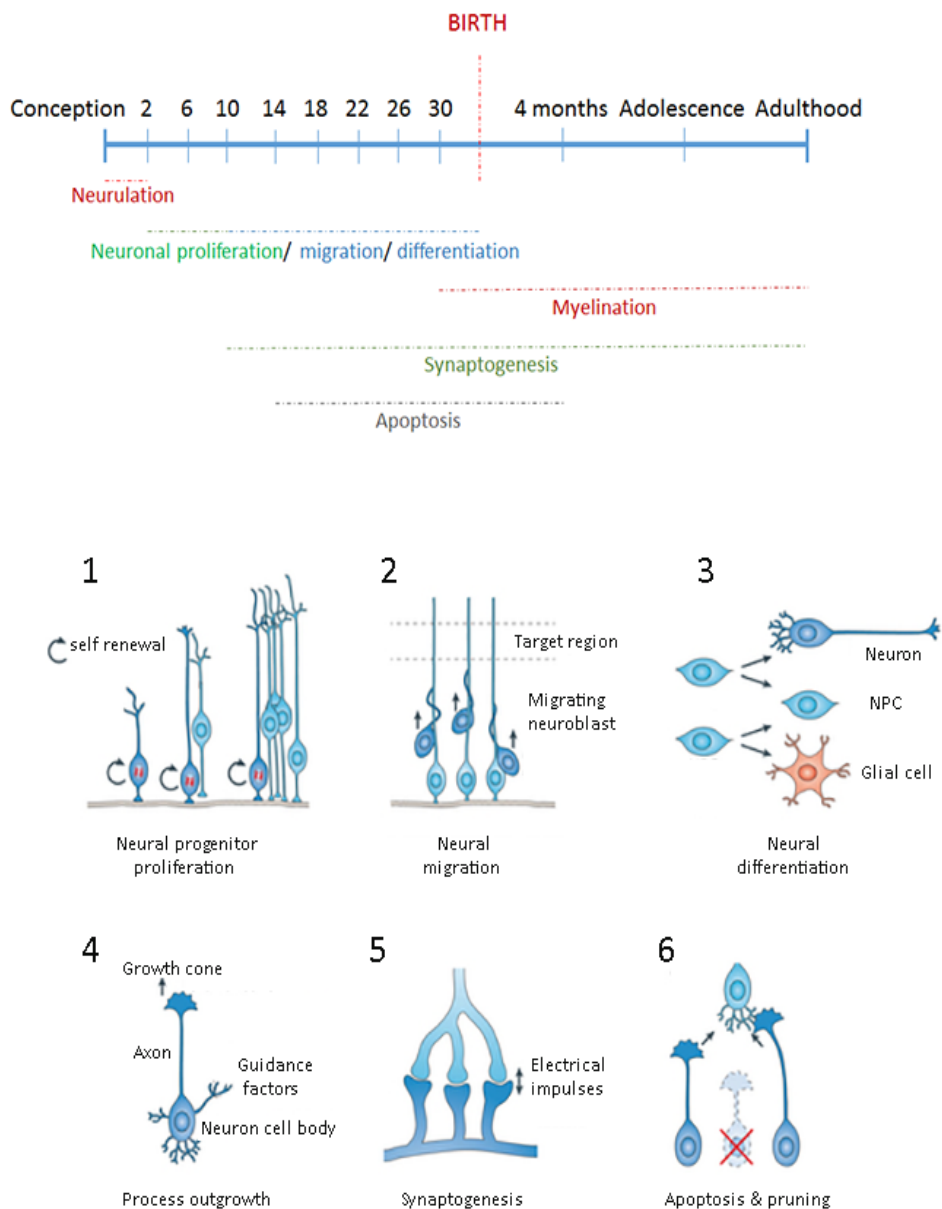 BIRTH
Conception 2 6 10 14 18 22 26 30 4 months Adolescence Adulthood
Neurulation
Neuronal proliferation/ migration/ differentiation
Myelination
Synaptogenesis
Apoptosis
1
self renewal
Neural progenitor
proliferation
2
Target region
Migrating
neuroblast
Neural
migration
3
Neuron
NPC
Glial cell
Neural
differentiation
4
Growth cone
Axon
Guidance
factors
Neuron cell body
Process outgrowth
5
Electrical
impulses
Synaptogenesis
6
Apoptosis & pruning